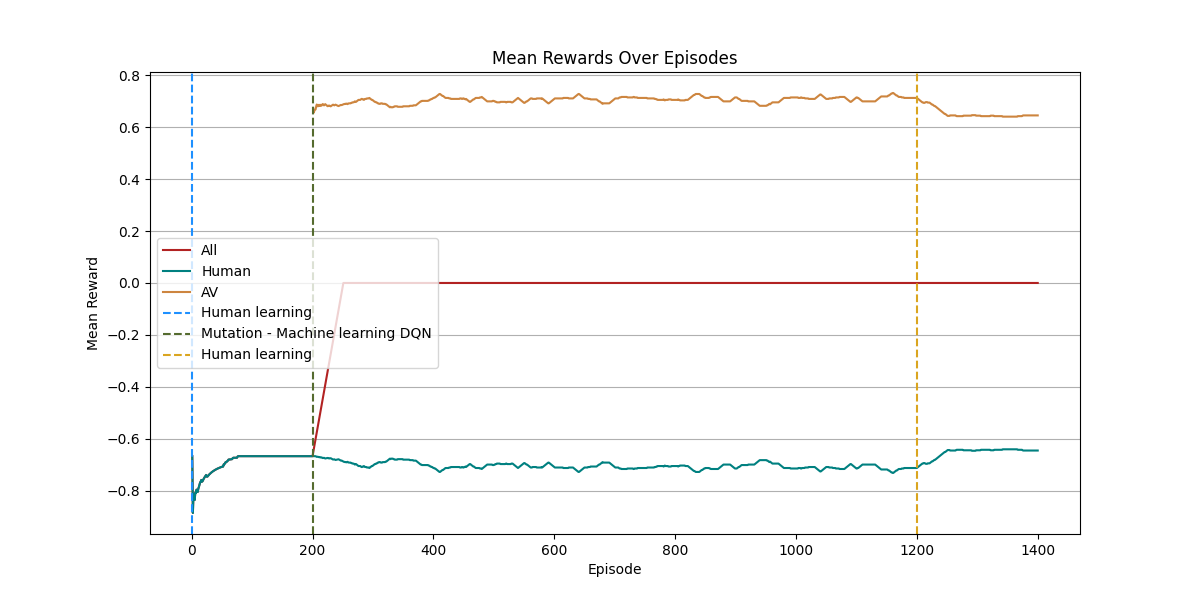 Mean Rewards Over Episodes
Mean Reward
0.8
0.6
0.4
0.2
0.0
−0.2
−0.4
−0.6
−0.8
All
Human
AV
Human learning
Mutation - Machine learning DQN
Human learning
0 200 400 600 800 1000 1200 1400
Episode